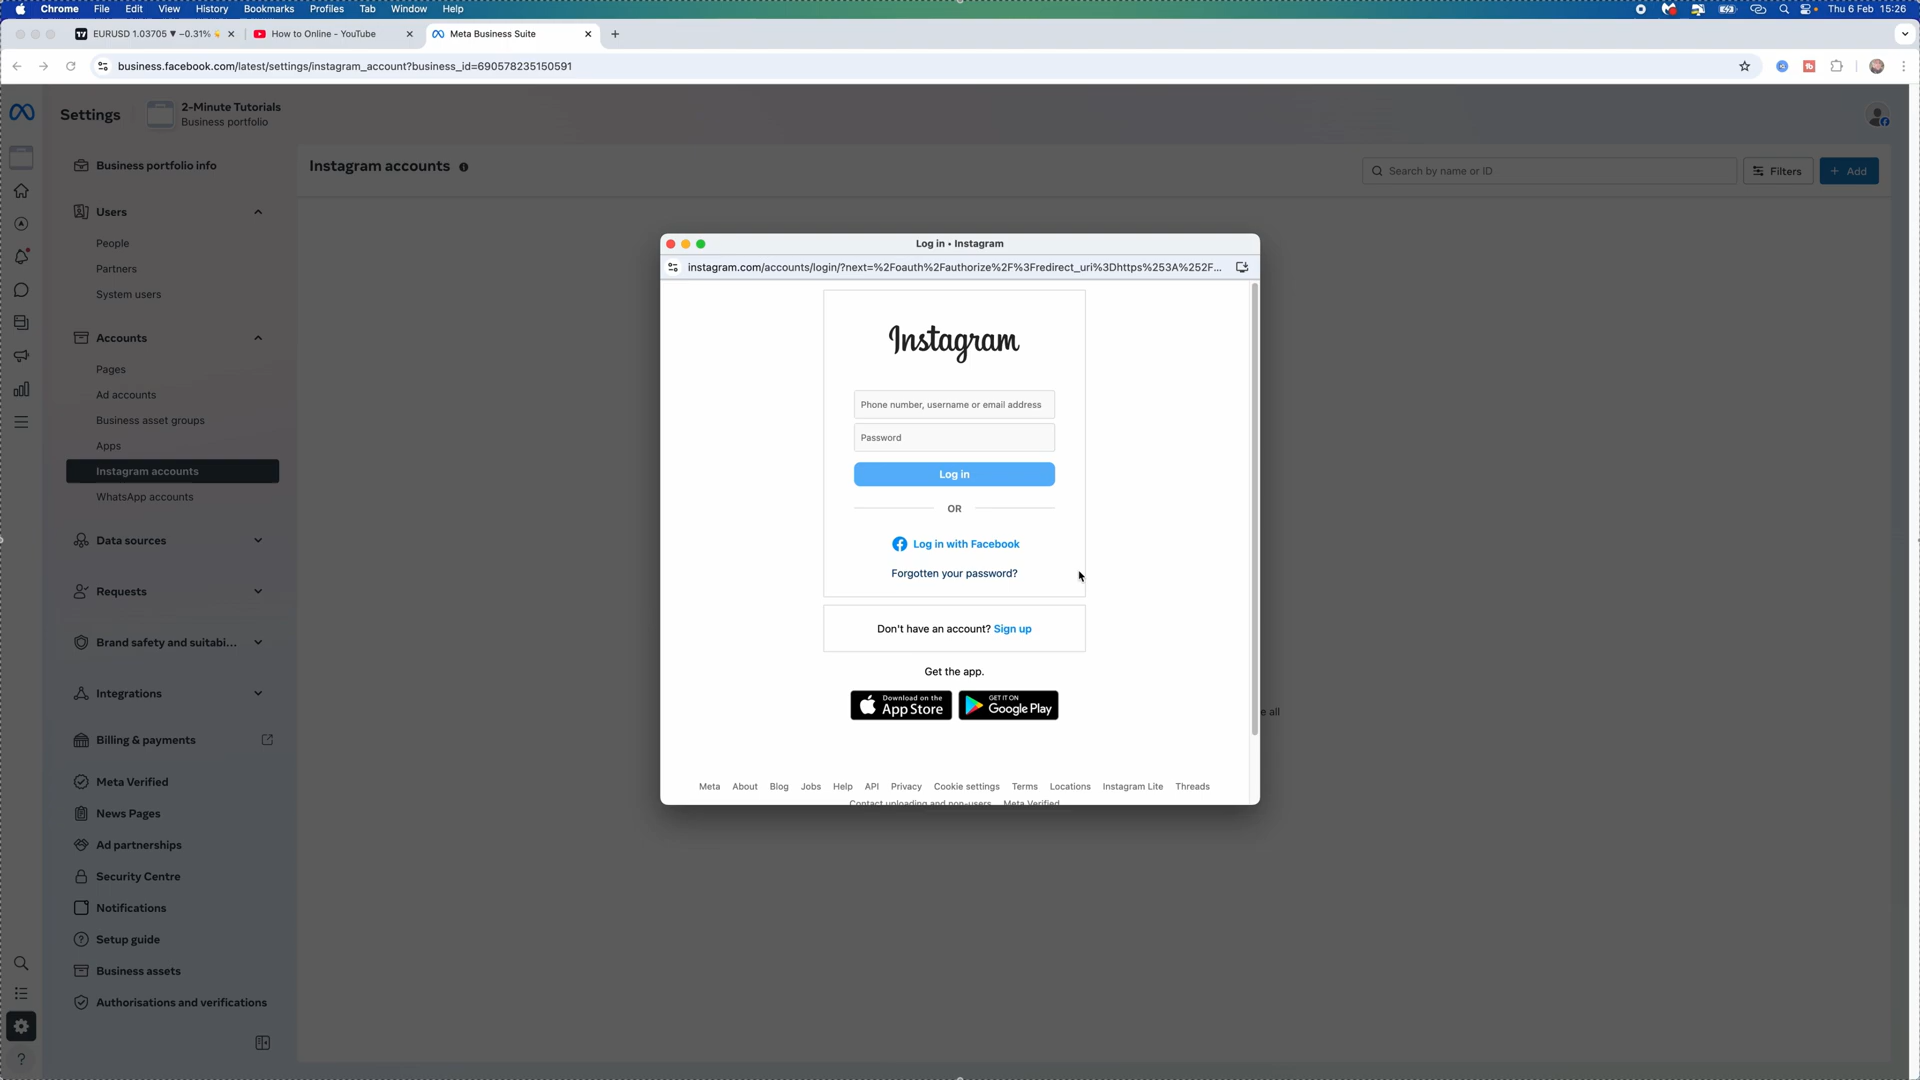 Chrome File Edit View History Bookmarks Profiles Tab Window Help
Thu 6 Feb 15:26
EURUSD 1.03705 ▼ −0.31%
How to Online - YouTube
Meta Business Suite
business.facebook.com/latest/settings/instagram_account?business_id=690578235150591
Settings
2-Minute Tutorials
Business portfolio
Business portfolio info
Users
People
Partners
System users
Accounts
Pages
Ad accounts
Business asset groups
Apps
Instagram accounts
WhatsApp accounts
Data sources
Requests
Brand safety and suitabi...
Integrations
Billing & payments
Meta Verified
News Pages
Ad partnerships
Security Centre
Notifications
Setup guide
Business assets
Authorisations and verifications
Instagram accounts
Search by name or ID
Filters
+ Add
Log in • Instagram
instagram.com/accounts/login/?next=%2Foauth%2Fauthorize%2F%3Fredirect_uri%3Dhttps%253A%252F...
Instagram
Phone number, username or email address
Password
Log in
OR
Log in with Facebook
Forgotten your password?
Don't have an account? Sign up
Get the app.
Download on the App Store
GET IT ON Google Play
Meta About Blog Jobs Help API Privacy Cookie settings Terms Locations Instagram Lite Threads
Contact uploading and non-users Meta Verified
e all